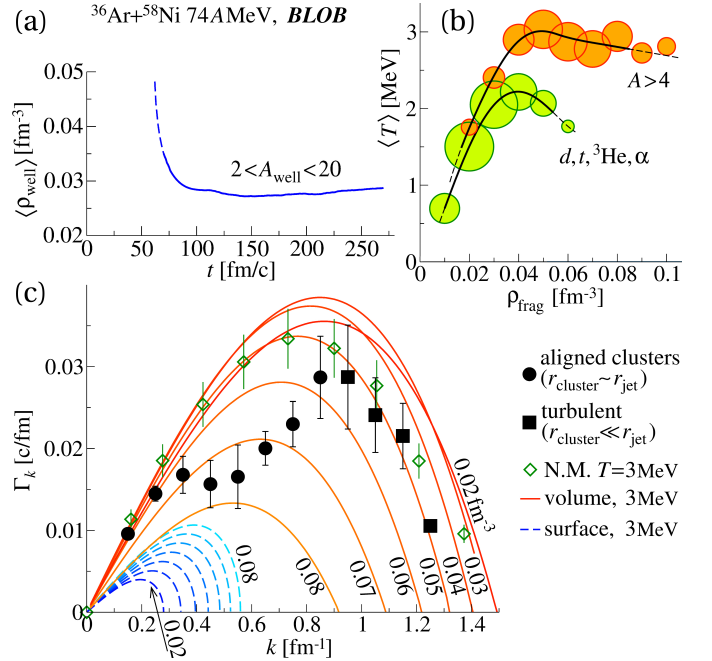 (a) ³⁶Ar+⁵⁸Ni 74AMeV, BLOB
⟨ρwell⟩ [fm⁻³]
0.05
0.04
0.03
0.02
2<Awell<20
0 50 100 150 200 250
t [fm/c]
(b)
⟨T⟩ [MeV]
3
2
1
0
A>4
d, t, ³He, α
0.02 0.04 0.06 0.08 0.1
ρfrag [fm⁻³]
(c)
Γk [c/fm]
0.03
0.02
0.01
0
0.02 fm⁻³
0.03
0.04
0.05
0.06
0.07
0.08
0.08
0.02
0 0.2 0.4 0.6 0.8 1 1.2 1.4
k [fm⁻¹]
aligned clusters
(rcluster~rjet)
turbulent
(rcluster≪rjet)
N.M. T=3MeV
volume, 3MeV
surface, 3MeV